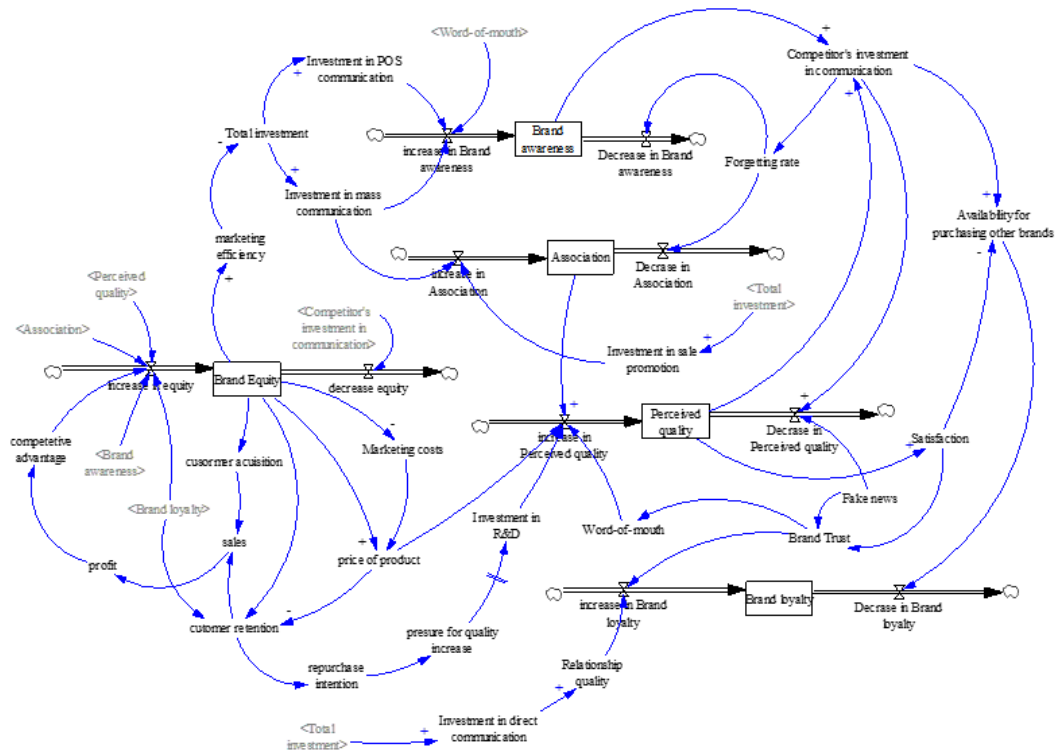 <Word-of-mouth>
Investment in POS
communication
Competitor's investment
in communication
Total investment
increase in Brand
awareness
Brand
awareness
Decrease in Brand
awareness
Forgetting rate
Investment in mass
communication
Availability for
purchasing other brands
marketing
efficiency
increase in
Association
Association
Decrase in
Association
<Perceived
quality>
<Total
investment>
<Competitor's
investment in
communication>
<Association>
Investment in sale
promotion
increase in equity
Brand Equity
decrease equity
increase in
Perceived quality
Perceived
quality
Decrase in
Perceived quality
competetive
advantage
<Brand
awareness>
cusormer acuisition
Marketing costs
Satisfaction
Fake news
<Brand loyalty>
Investment in
R&D
Word-of-mouth
Brand Trust
sales
price of product
profit
increase in Brand
loyalty
Brand loyalty
Decrase in Brand
loyalty
cutomer retention
presure for quality
increase
repurchase
intention
Relationship
quality
Investment in direct
communication
<Total
investment>
+
+
+
+
+
+
+
+
+
+
+
+
+
+
-
-
-
-